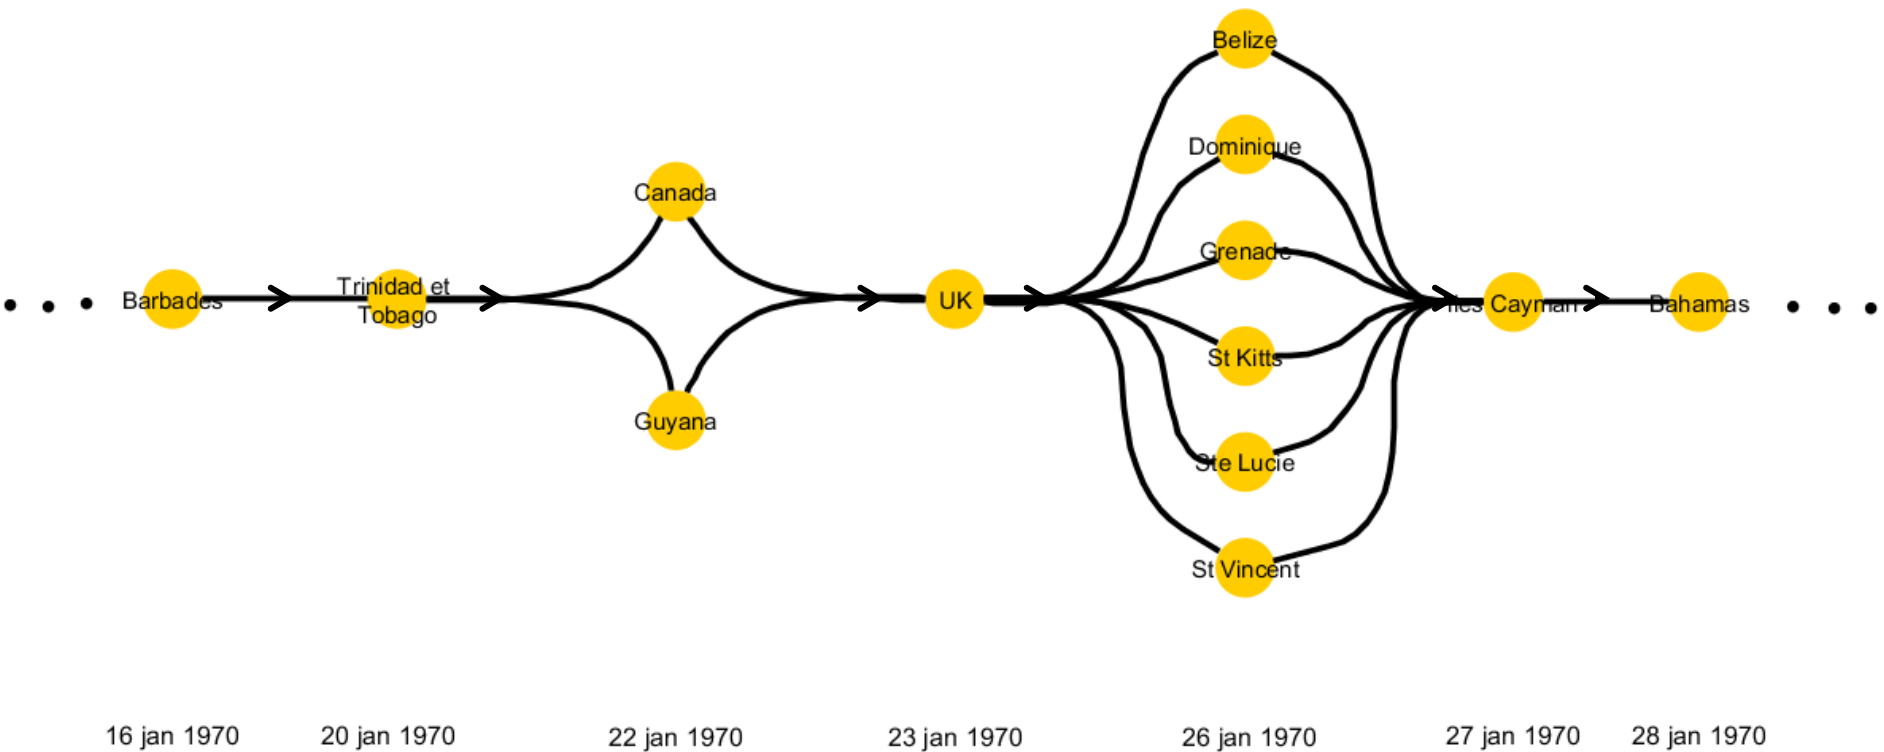 Belize
Dominique
Canada
Grenade
Barbades
Trinidad et
Tobago
UK
Iles Cayman
Bahamas
St Kitts
Guyana
Ste Lucie
St Vincent
16 jan 1970
20 jan 1970
22 jan 1970
23 jan 1970
26 jan 1970
27 jan 1970
28 jan 1970